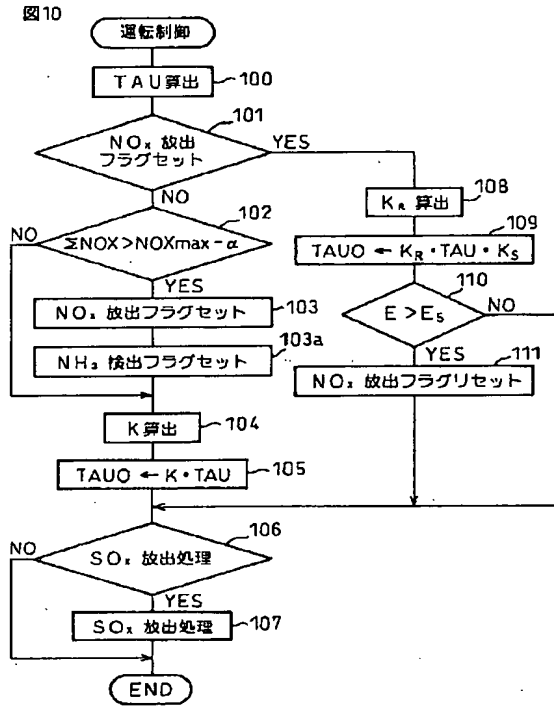 図10
運転制御
TAU算出
100
101
NOx 放出
フラグセット
YES
NO
102
NO
ΣNOX>NOXmax-α
YES
NOx 放出フラグセット
103
NH3 検出フラグセット
103a
K算出
104
TAUO ← K・TAU
105
106
NO
SOx 放出処理
YES
SOx 放出処理
107
END
108
KR 算出
109
TAUO ← KR・TAU・KS
110
E>ES
NO
YES
111
NOx 放出フラグリセット